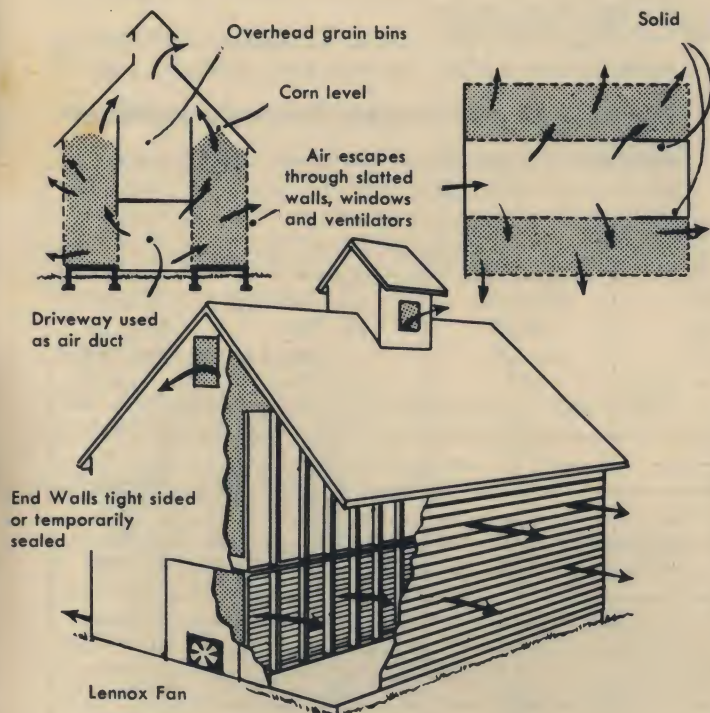 Overhead grain bins
Solid
Corn level
Air escapes
through slatted
walls, windows
and ventilators
Driveway used
as air duct
End Walls tight sided
or temporarily
sealed
Lennox Fan